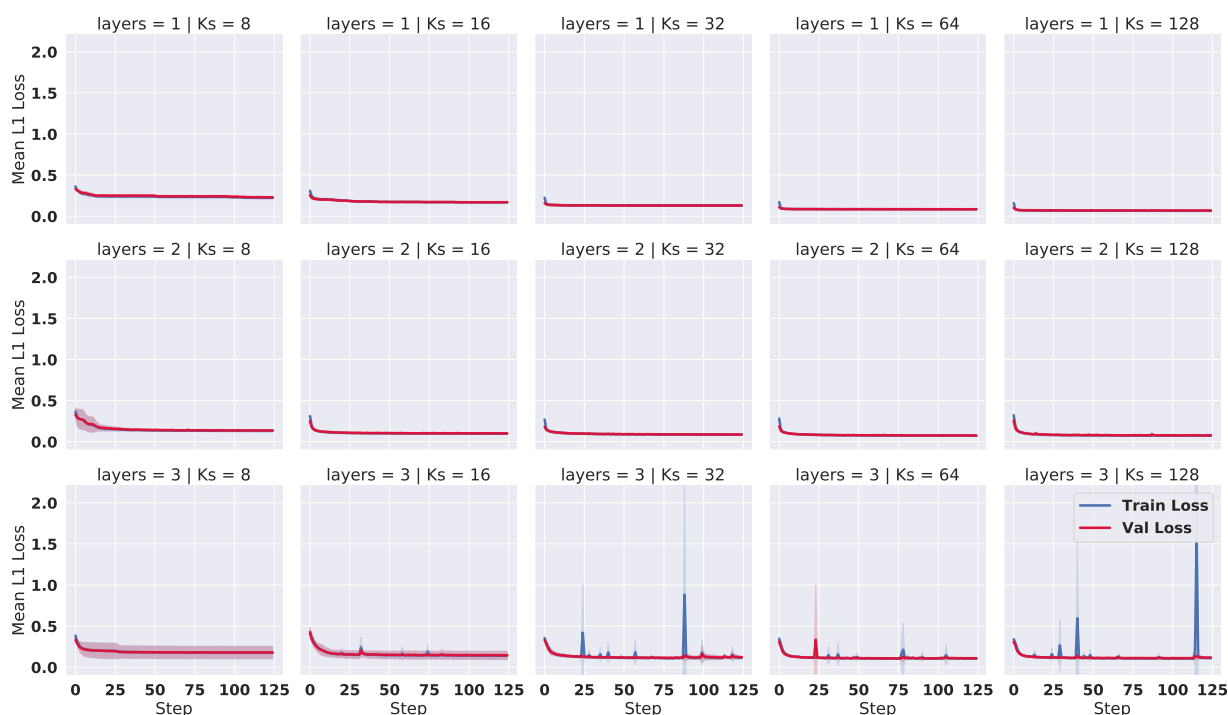 layers = 1 | Ks = 8
layers = 1 | Ks = 16
layers = 1 | Ks = 32
layers = 1 | Ks = 64
layers = 1 | Ks = 128
2.0
1.5
1.0
0.5
0.0
Mean L1 Loss
layers = 2 | Ks = 8
layers = 2 | Ks = 16
layers = 2 | Ks = 32
layers = 2 | Ks = 64
layers = 2 | Ks = 128
2.0
1.5
1.0
0.5
0.0
Mean L1 Loss
layers = 3 | Ks = 8
layers = 3 | Ks = 16
layers = 3 | Ks = 32
layers = 3 | Ks = 64
layers = 3 | Ks = 128
2.0
1.5
1.0
0.5
0.0
Mean L1 Loss
Train Loss
Val Loss
0 25 50 75 100 125
0 25 50 75 100 125
0 25 50 75 100 125
0 25 50 75 100 125
0 25 50 75 100 125
Step
Step
Step
Step
Step